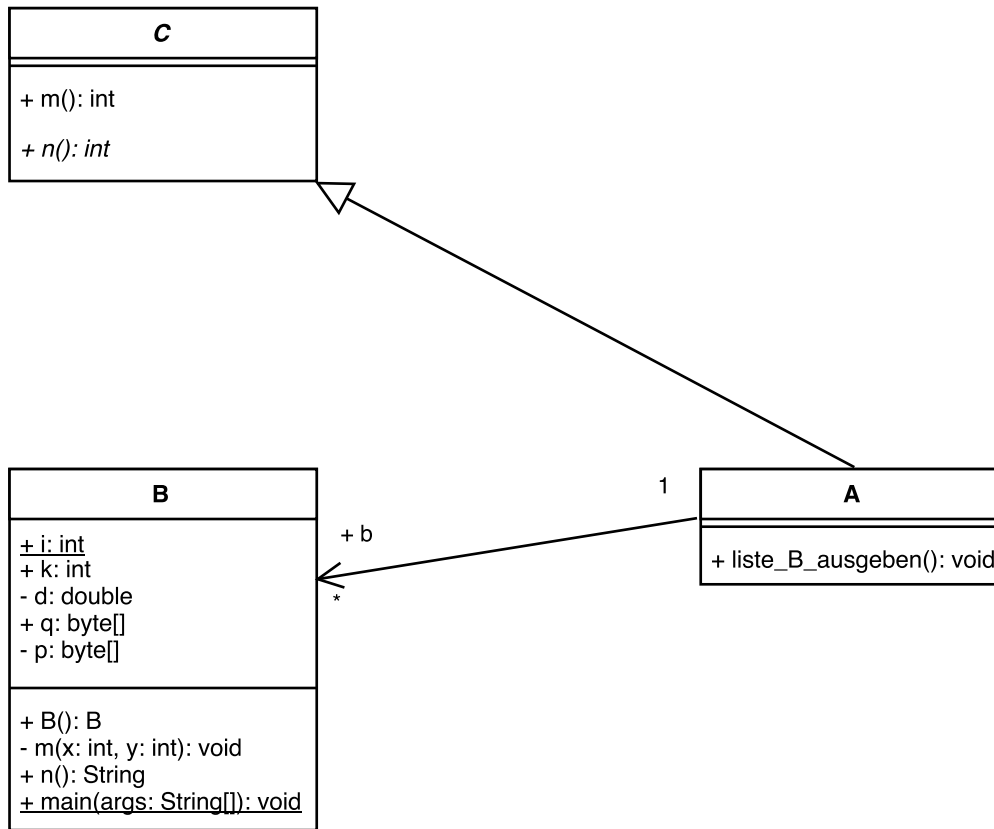 C
+ m(): int
+ n(): int
B
+ i: int
+ k: int
- d: double
+ q: byte[]
- p: byte[]
+ B(): B
- m(x: int, y: int): void
+ n(): String
+ main(args: String[]): void
+ b
*
1
A
+ liste_B_ausgeben(): void